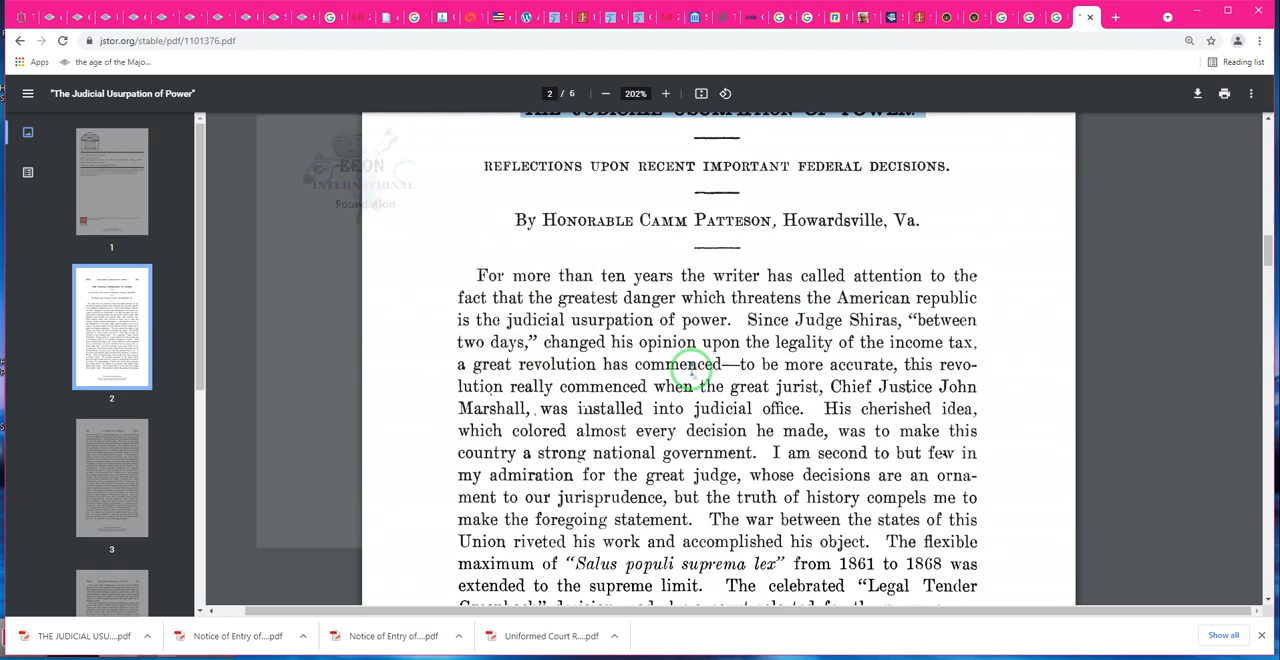 jstor.org/stable/pdf/1101376.pdf
Apps
the age of the Majo...
Reading list
"The Judicial Usurpation of Power"
2 / 6
202%
THE JUDICIAL USURPATION OF POWER.
EEON
INTERNATIONAL
Foundation
REFLECTIONS UPON RECENT IMPORTANT FEDERAL DECISIONS.
By HONORABLE CAMM PATTESON, Howardsville, Va.
For more than ten years the writer has called attention to the
fact that the greatest danger which threatens the American republic
is the judicial usurpation of power. Since Judge Shiras, "between
two days," changed his opinion upon the legality of the income tax,
a great revolution has commenced—to be more accurate, this revo-
lution really commenced when the great jurist, Chief Justice John
Marshall, was installed into judicial office. His cherished idea,
which colored almost every decision he made, was to make this
country a strong national government. I am second to but few in
my admiration for the great judge, whose decisions are an orna-
ment to our jurisprudence, but the truth of history compels me to
make the foregoing statement. The war between the states of this
Union riveted his work and accomplished his object. The flexible
maximum of "Salus populi suprema lex" from 1861 to 1868 was
extended to the supreme limit. The celebrated "Legal Tender
1
2
3
THE JUDICIAL USU....pdf
Notice of Entry of....pdf
Notice of Entry of....pdf
Uniformed Court R....pdf
Show all